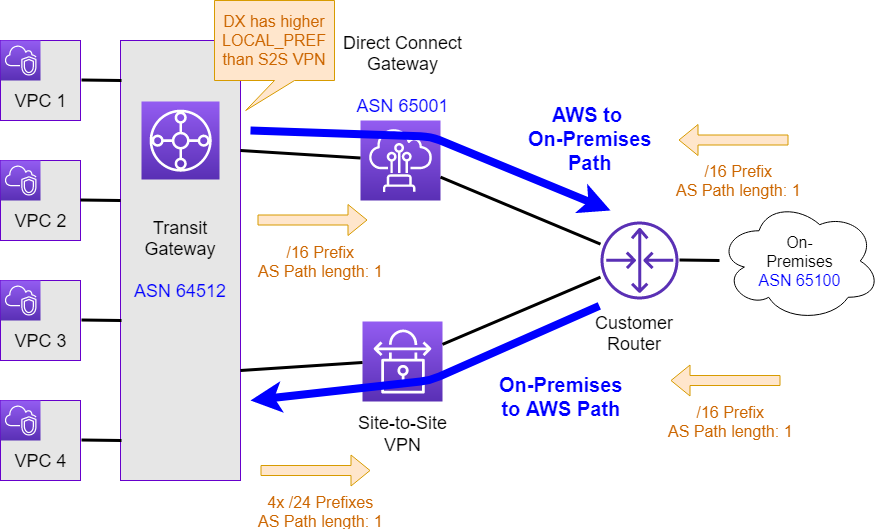 DX has higher
LOCAL_PREF
than S2S VPN
VPC 1
VPC 2
VPC 3
VPC 4
Transit
Gateway
ASN 64512
Direct Connect
Gateway
ASN 65001
AWS to
On-Premises
Path
/16 Prefix
AS Path length: 1
/16 Prefix
AS Path length: 1
On-
Premises
ASN 65100
Customer
Router
On-Premises
to AWS Path
/16 Prefix
AS Path length: 1
Site-to-Site
VPN
4x /24 Prefixes
AS Path length: 1